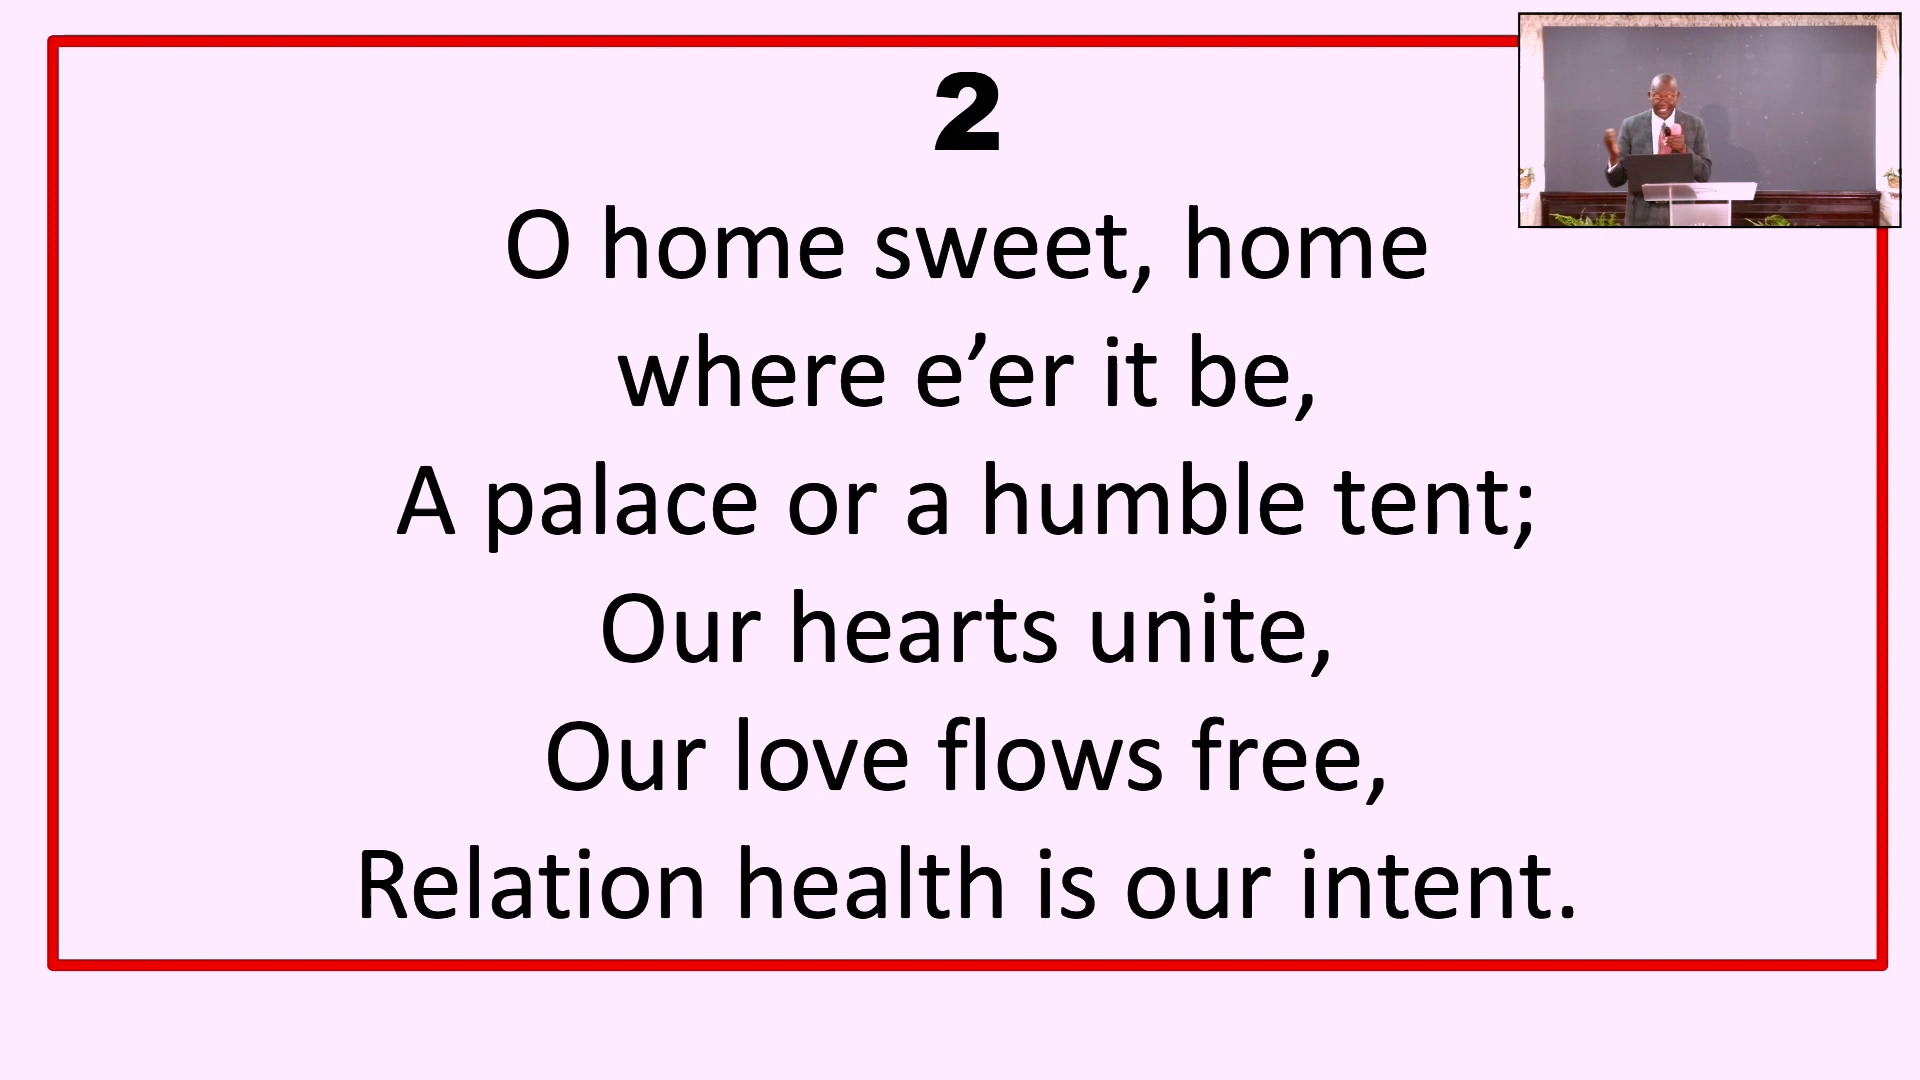 2
O home sweet, home
where e’er it be,
A palace or a humble tent;
Our hearts unite,
Our love flows free,
Relation health is our intent.